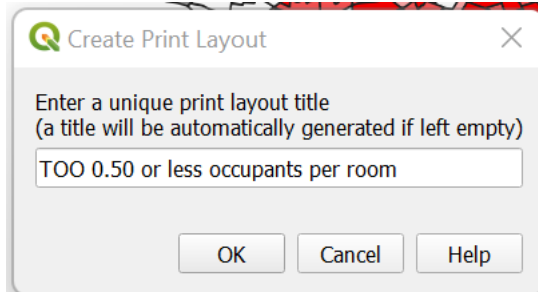 Create Print Layout
Enter a unique print layout title
(a title will be automatically generated if left empty)
TOO 0.50 or less occupants per room
OK Cancel Help